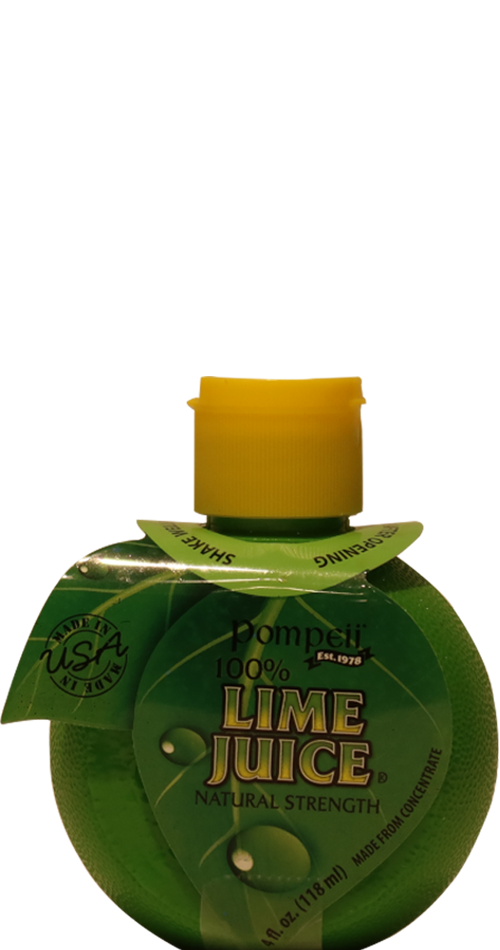 SHAKE
OPENING
MADE IN
USA
MADE IN
Pompeii
Est.1978
100%
LIME
JUICE®
NATURAL STRENGTH
MADE FROM CONCENTRATE
4 fl. oz. (118 ml)